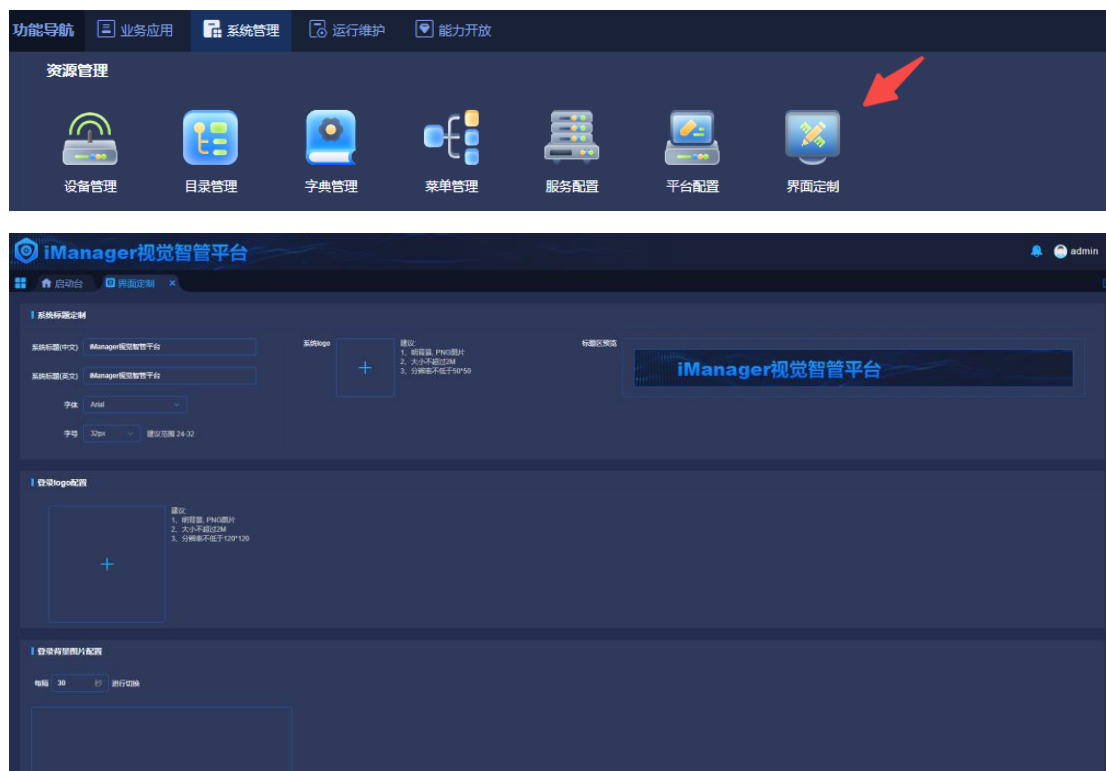 功能导航 业务应用 系统管理 运行维护 能力开放
资源管理
设备管理 目录管理 字典管理 菜单管理 服务配置 平台配置 界面定制
iManager视觉智管平台 admin
启动台 界面定制 ×
系统标题定制
系统标题(中文) iManager视觉智管平台
系统标题(英文) iManager视觉智管平台
字体 Arial
字号 32px 建议范围 24-32
系统logo
建议:
1、明背景, PNG图片
2、大小不超过2M
3、分辨率不低于50*50
标题区预览
iManager视觉智管平台
登录logo配置
建议:
1、明背景, PNG图片
2、大小不超过2M
3、分辨率不低于120*120
登录背景图片配置
每隔 30 秒 进行切换